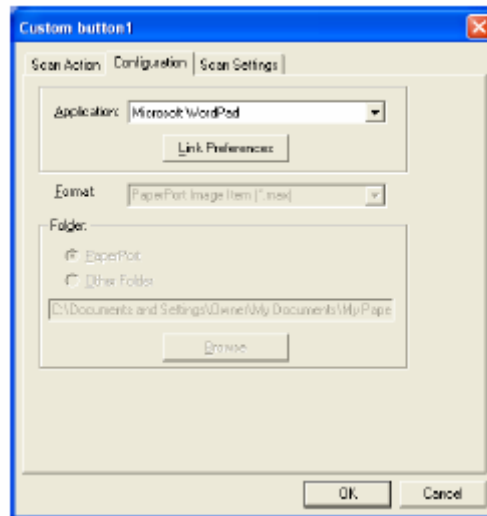 Custom button1
Scan Action Configuration Scan Settings
Application: Microsoft WordPad
Link Preferences
Format PaperPort Image Item (*.max)
Folder:
PaperPort
Other Folder
C:\Documents and Settings\Owner\My Documents\My Pape
Browse
OK Cancel